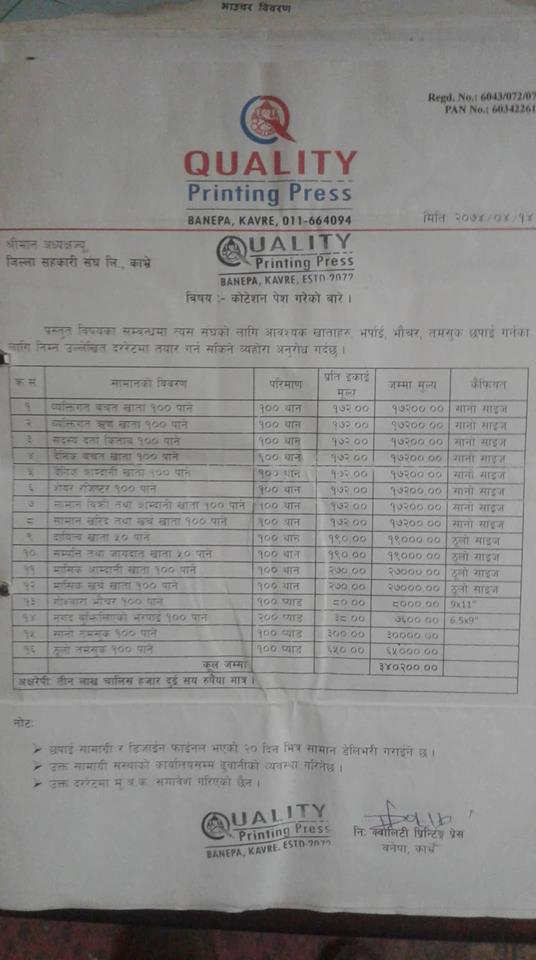 भाउचर विवरण
Regd. No.: 6043/072/07
PAN No.: 60342261
QUALITY
Printing Press
BANEPA, KAVRE, 011-664094
मिति २०७४/०४/१४
श्रीमान अध्यक्षज्यू
जिल्ला सहकारी संघ लि., काभ्रे
QUALITY
Printing Press
BANEPA, KAVRE, ESTD-2072
विषय :- कोटेशन पेश गरेको बारे ।
प्रस्तुत विषयका सम्बन्धमा त्यस संघको लागि आवश्यक खाताहरु, भर्पाई, भौचर, तमसुक छपाई गर्नका
लागि निम्न उल्लेखित दररेटमा तयार गर्न सकिने व्यहोरा अनुरोध गर्दछु ।
क्र.सं. सामानको विवरण परिमाण प्रति इकाई मूल्य जम्मा मूल्य कैफियत
१ व्यक्तिगत बचत खाता १०० पाने १०० थान १७२.०० १७२००.०० सानो साइज
२ व्यक्तिगत ऋण खाता १०० पाने १०० थान १७२.०० १७२००.०० सानो साइज
३ सदस्य दर्ता किताब १०० पाने १०० थान १७२.०० १७२००.०० सानो साइज
४ दैनिक बचत खाता १०० पाने १०० थान १७२.०० १७२००.०० सानो साइज
५ दैनिक आम्दानी खाता १०० पाने १०० थान १७२.०० १७२००.०० सानो साइज
६ शेयर रजिष्टर १०० पाने १०० थान १७२.०० १७२००.०० सानो साइज
७ सामान बिक्री तथा आम्दानी खाता १०० पाने १०० थान १७२.०० १७२००.०० सानो साइज
८ सामान खरिद तथा खर्च खाता १०० पाने १०० थान १७२.०० १७२००.०० सानो साइज
९ दायित्व खाता ५० पाने १०० थान १९०.०० १९०००.०० ठूलो साइज
१० सम्पत्ति तथा जायदात खाता ५० पाने १०० थान १९०.०० १९०००.०० ठूलो साइज
११ मासिक आम्दानी खाता १०० पाने १०० थान २७०.०० २७०००.०० ठूलो साइज
१२ मासिक खर्च खाता १०० पाने १०० थान २७०.०० २७०००.०० ठूलो साइज
१३ गोश्वारा भौचर १०० पाने १०० प्याड ८०.०० ८०००.०० 9x11"
१४ नगद बुझिलिएको भरपाई १०० पाने २०० प्याड ३८.०० ७६००.०० 6.5x9"
१५ सानो तमसुक १०० पाने १०० प्याड ३००.०० ३००००.००
१६ ठूलो तमसुक १०० पाने १०० प्याड ६५०.०० ६५०००.००
कूल जम्मा ३४०२००.००
अक्षरेपी: तीन लाख चालिस हजार दुई सय रुपैया मात्र ।
नोट:
➢ छपाई सामाग्री र डिजाईन फाईनल भएको २० दिन भित्र सामान डेलिभरी गराईने छ ।
➢ उक्त सामाग्री संस्थाको कार्यालयसम्म ढुवानीको व्यवस्था गरिनेछ ।
➢ उक्त दररेटमा मू.अ.क. समावेश गरिएको छैन ।
QUALITY
Printing Press
BANEPA, KAVRE, ESTD-2072
नि: क्वालिटी प्रिन्टिङ्ग प्रेस
बनेपा, काभ्रे